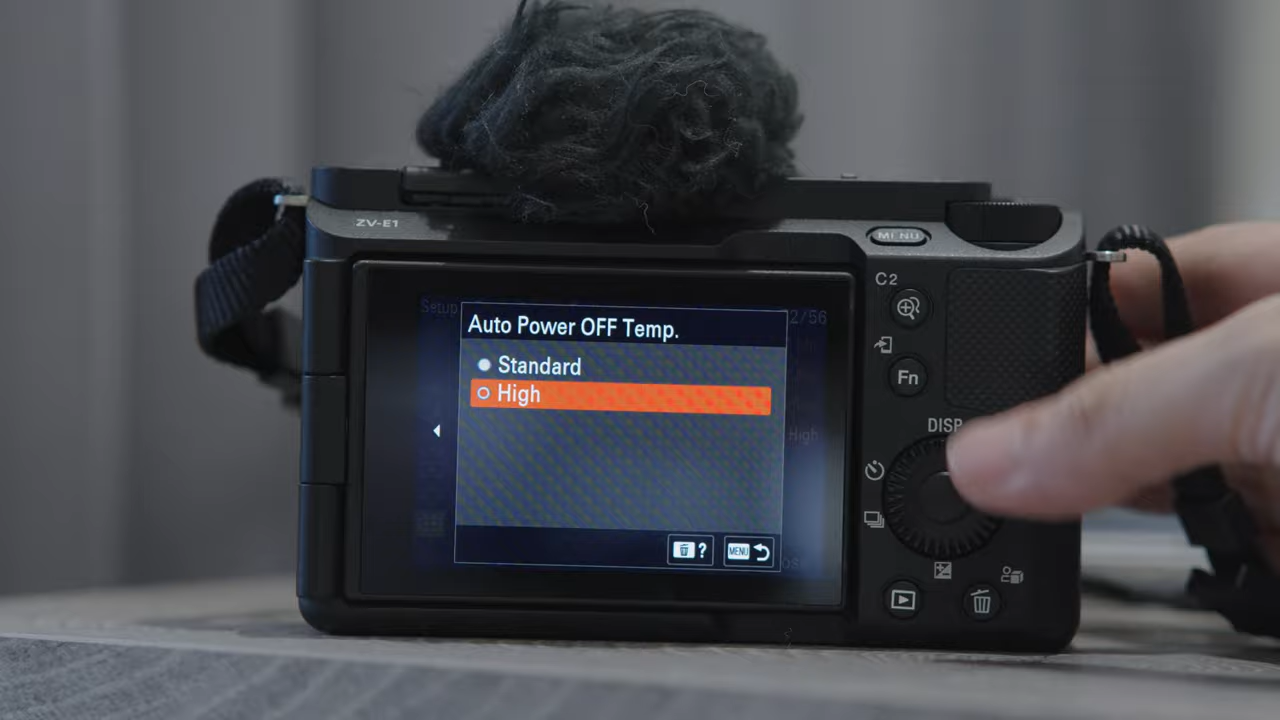 ZV-E1
MENU
C2
Setup
2/56
Auto Power OFF Temp.
Standard
High
High
Fn
DISP
?
MENU